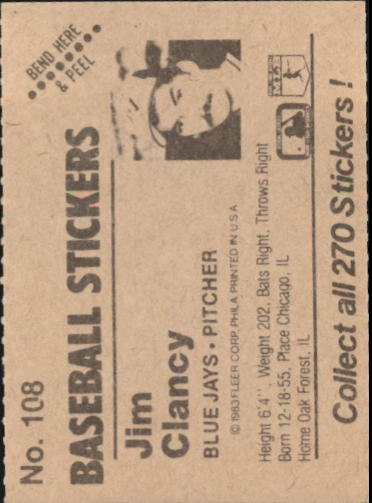 No. 108
BEND HERE
& PEEL
BASEBALL STICKERS
Jim
Clancy
BLUE JAYS • PITCHER
© 1983 FLEER CORP. PHILA. PRINTED IN U.S.A.
Height 6'4'', Weight 202, Bats Right, Throws Right
Born 12-18-55, Place Chicago, IL
Home Oak Forest, IL
Collect all 270 Stickers !